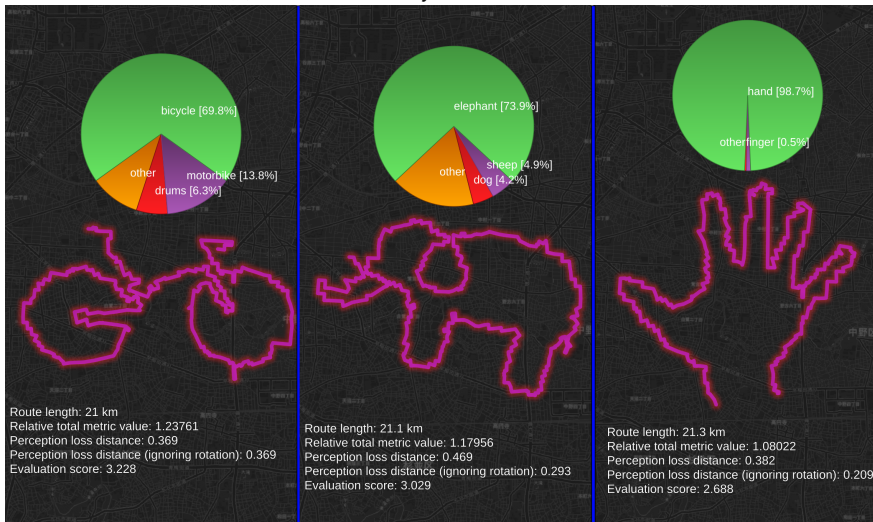 bicycle [69.8%]
other
motorbike [13.8%]
drums [6.3%]
Route length: 21 km
Relative total metric value: 1.23761
Perception loss distance: 0.369
Perception loss distance (ignoring rotation): 0.369
Evaluation score: 3.228
elephant [73.9%]
sheep [4.9%]
other
dog [4.2%]
Route length: 21.1 km
Relative total metric value: 1.17956
Perception loss distance: 0.469
Perception loss distance (ignoring rotation): 0.293
Evaluation score: 3.029
hand [98.7%]
other
finger [0.5%]
Route length: 21.3 km
Relative total metric value: 1.08022
Perception loss distance: 0.382
Perception loss distance (ignoring rotation): 0.209
Evaluation score: 2.688